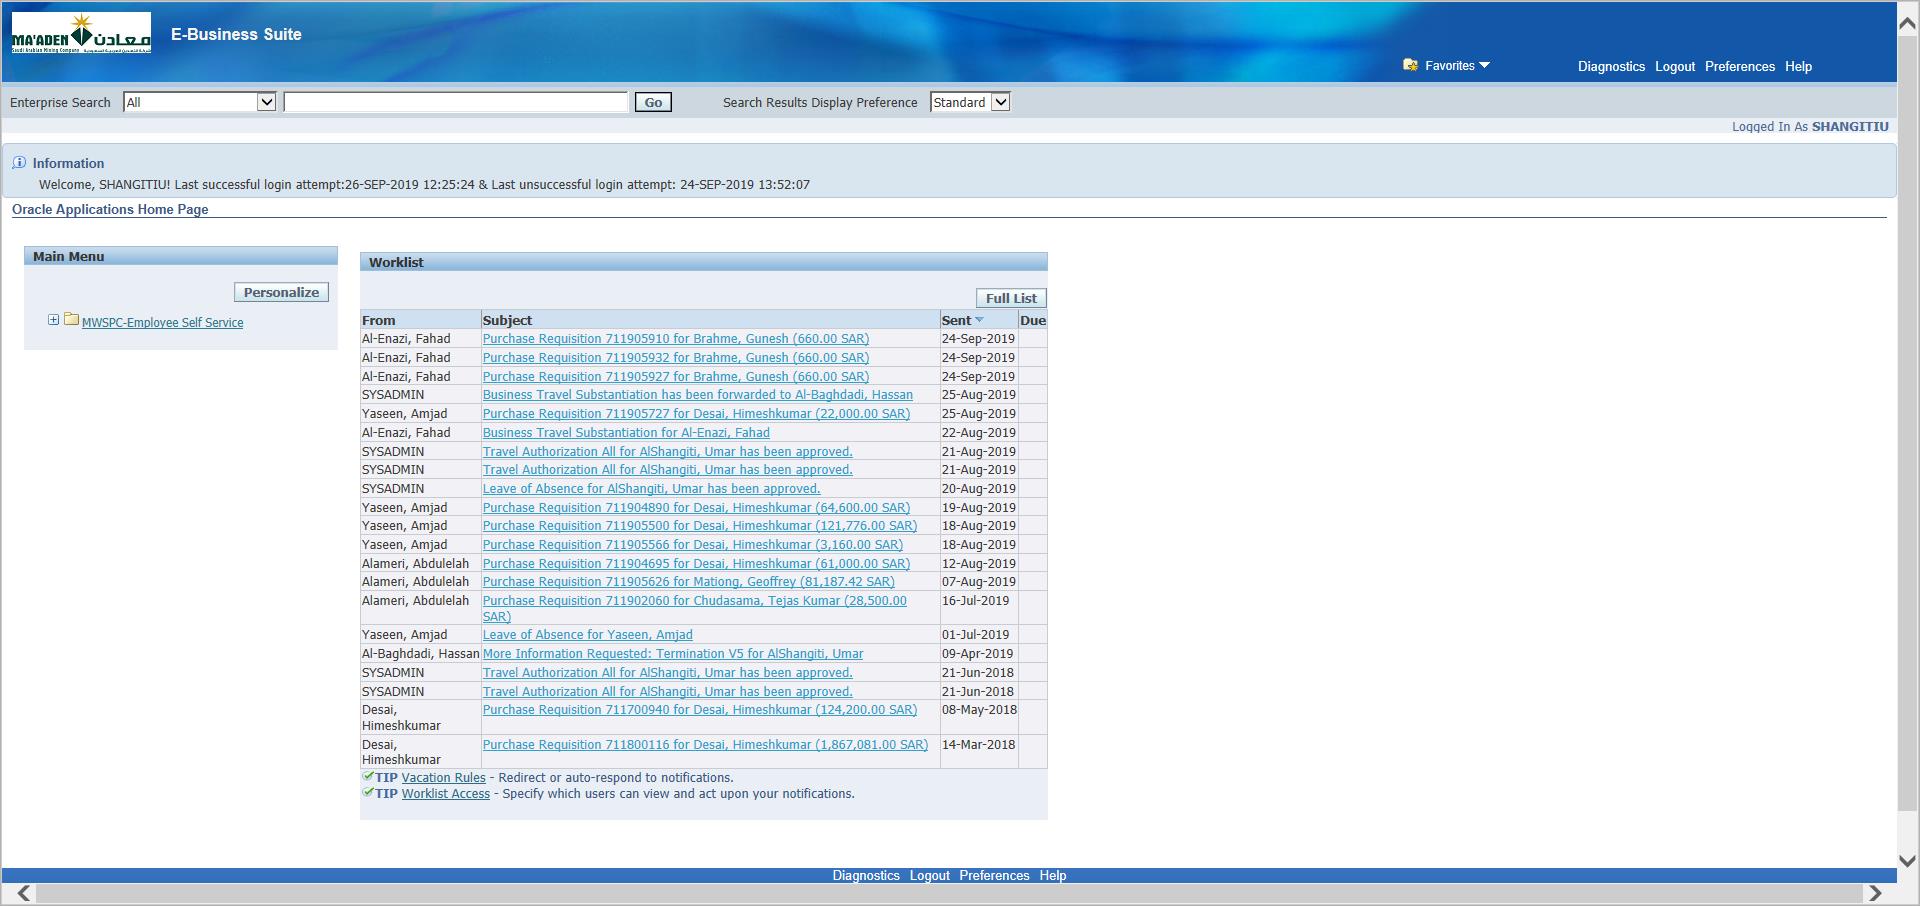 MA'ADEN معادن
Saudi Arabian Mining Company
E-Business Suite
Favorites
Diagnostics Logout Preferences Help
Enterprise Search All Go Search Results Display Preference Standard
Logged In As SHANGITIU
Information
Welcome, SHANGITIU! Last successful login attempt:26-SEP-2019 12:25:24 & Last unsuccessful login attempt: 24-SEP-2019 13:52:07
Oracle Applications Home Page
Main Menu
Personalize
MWSPC-Employee Self Service
Worklist
Full List
From Subject Sent Due
Al-Enazi, Fahad Purchase Requisition 711905910 for Brahme, Gunesh (660.00 SAR) 24-Sep-2019
Al-Enazi, Fahad Purchase Requisition 711905932 for Brahme, Gunesh (660.00 SAR) 24-Sep-2019
Al-Enazi, Fahad Purchase Requisition 711905927 for Brahme, Gunesh (660.00 SAR) 24-Sep-2019
SYSADMIN Business Travel Substantiation has been forwarded to Al-Baghdadi, Hassan 25-Aug-2019
Yaseen, Amjad Purchase Requisition 711905727 for Desai, Himeshkumar (22,000.00 SAR) 25-Aug-2019
Al-Enazi, Fahad Business Travel Substantiation for Al-Enazi, Fahad 22-Aug-2019
SYSADMIN Travel Authorization All for AlShangiti, Umar has been approved. 21-Aug-2019
SYSADMIN Travel Authorization All for AlShangiti, Umar has been approved. 21-Aug-2019
SYSADMIN Leave of Absence for AlShangiti, Umar has been approved. 20-Aug-2019
Yaseen, Amjad Purchase Requisition 711904890 for Desai, Himeshkumar (64,600.00 SAR) 19-Aug-2019
Yaseen, Amjad Purchase Requisition 711905500 for Desai, Himeshkumar (121,776.00 SAR) 18-Aug-2019
Yaseen, Amjad Purchase Requisition 711905566 for Desai, Himeshkumar (3,160.00 SAR) 18-Aug-2019
Alameri, Abdulelah Purchase Requisition 711904695 for Desai, Himeshkumar (61,000.00 SAR) 12-Aug-2019
Alameri, Abdulelah Purchase Requisition 711905626 for Mationg, Geoffrey (81,187.42 SAR) 07-Aug-2019
Alameri, Abdulelah Purchase Requisition 711902060 for Chudasama, Tejas Kumar (28,500.00 16-Jul-2019
SAR)
Yaseen, Amjad Leave of Absence for Yaseen, Amjad 01-Jul-2019
Al-Baghdadi, Hassan More Information Requested: Termination V5 for AlShangiti, Umar 09-Apr-2019
SYSADMIN Travel Authorization All for AlShangiti, Umar has been approved. 21-Jun-2018
SYSADMIN Travel Authorization All for AlShangiti, Umar has been approved. 21-Jun-2018
Desai, Purchase Requisition 711700940 for Desai, Himeshkumar (124,200.00 SAR) 08-May-2018
Himeshkumar
Desai, Purchase Requisition 711800116 for Desai, Himeshkumar (1,867,081.00 SAR) 14-Mar-2018
Himeshkumar
TIP Vacation Rules - Redirect or auto-respond to notifications.
TIP Worklist Access - Specify which users can view and act upon your notifications.
Diagnostics Logout Preferences Help